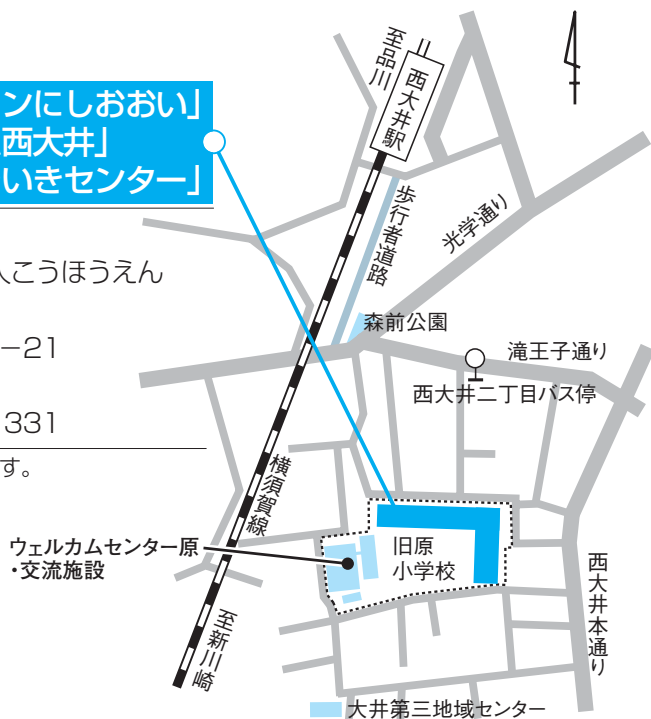 ンにしおおい」
西大井」
いきセンター」
人こうほうえん
−21
331
す。
至品川
西大井駅
歩行者道路
光学通り
森前公園
滝王子通り
西大井二丁目バス停
横須賀線
ウェルカムセンター原
・交流施設
旧原
小学校
西大井本通り
至新川崎
大井第三地域センター